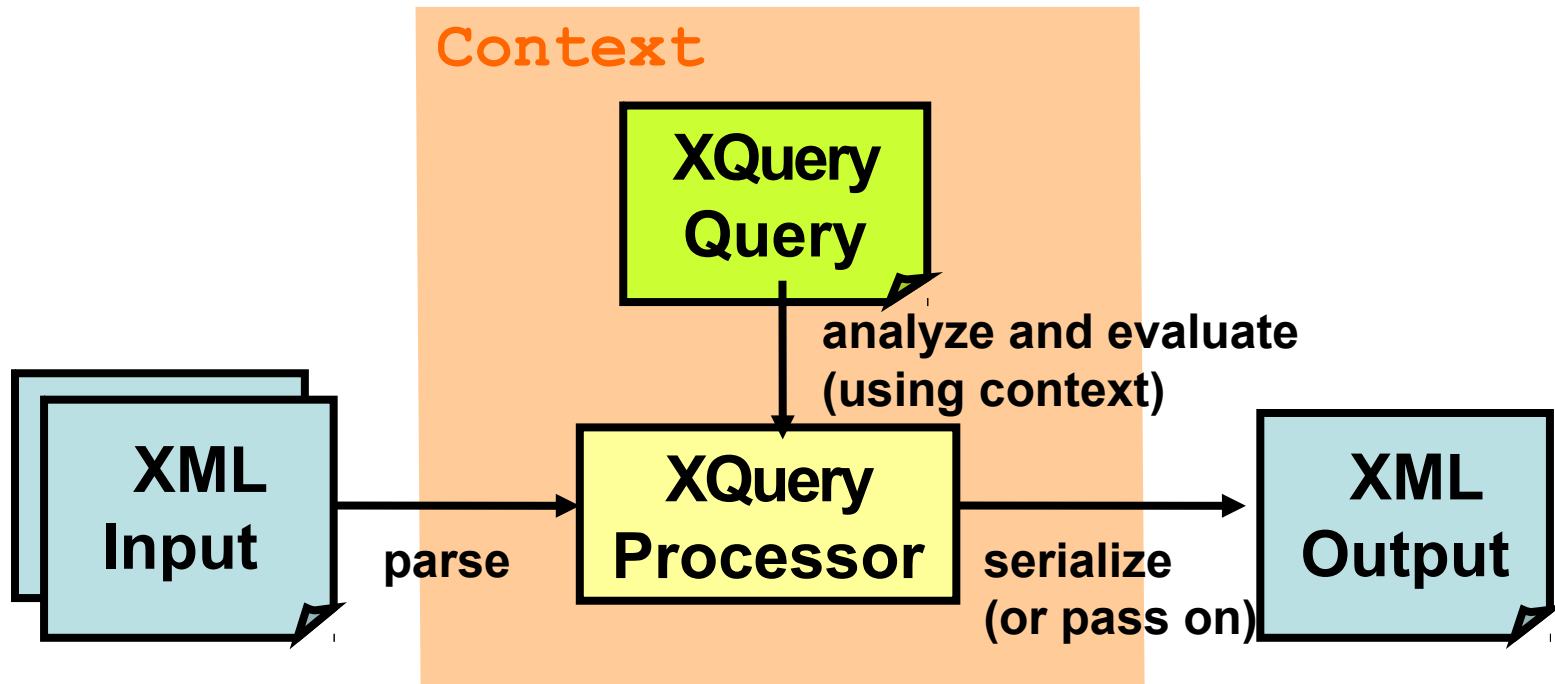 Context
XQuery
Query
analyze and evaluate
(using context)
XML
Input
parse
XQuery
Processor
serialize
(or pass on)
XML
Output